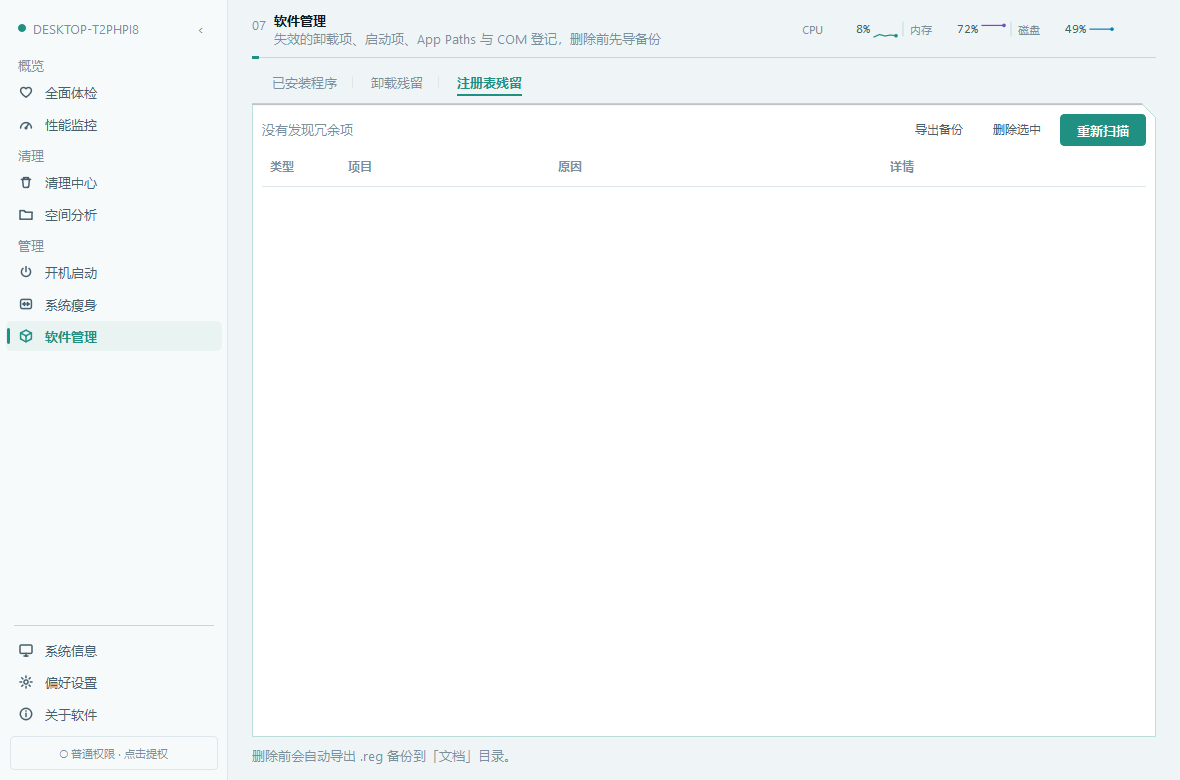 DESKTOP-T2PHPI8
概览
全面体检
性能监控
清理
清理中心
空间分析
管理
开机启动
系统瘦身
软件管理
系统信息
偏好设置
关于软件
普通权限 · 点击提权
07 软件管理
失效的卸载项、启动项、App Paths 与 COM 登记，删除前先导备份
CPU 8% 内存 72% 磁盘 49%
已安装程序 卸载残留 注册表残留
没有发现冗余项 导出备份 删除选中 重新扫描
类型 项目 原因 详情
删除前会自动导出 .reg 备份到「文档」目录。